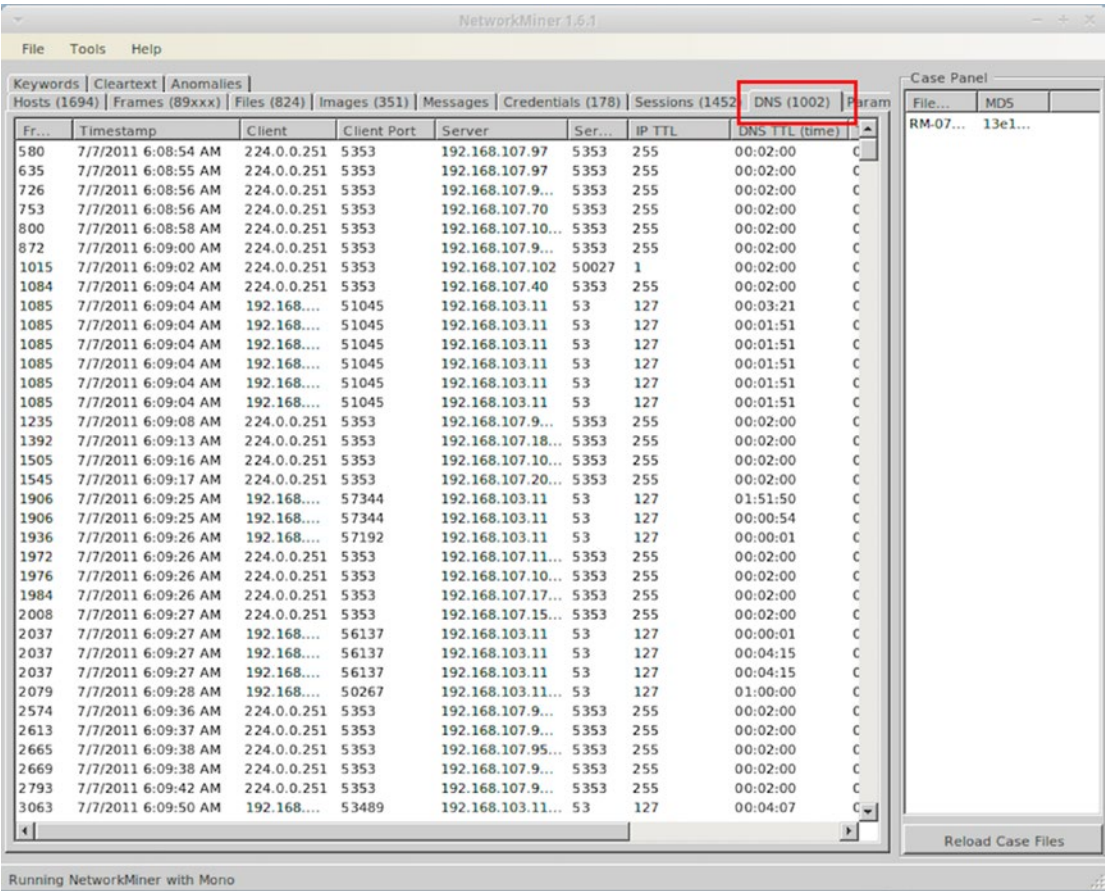 NetworkMiner 1.6.1
File Tools Help
Keywords Cleartext Anomalies
Hosts (1694) Frames (89xxx) Files (824) Images (351) Messages Credentials (178) Sessions (1452 DNS (1002) Param
Fr... Timestamp Client Client Port Server Ser... IP TTL DNS TTL (time)
580 7/7/2011 6:08:54 AM 224.0.0.251 5353 192.168.107.97 5353 255 00:02:00
635 7/7/2011 6:08:55 AM 224.0.0.251 5353 192.168.107.97 5353 255 00:02:00
726 7/7/2011 6:08:56 AM 224.0.0.251 5353 192.168.107.9... 5353 255 00:02:00
753 7/7/2011 6:08:56 AM 224.0.0.251 5353 192.168.107.70 5353 255 00:02:00
800 7/7/2011 6:08:58 AM 224.0.0.251 5353 192.168.107.10... 5353 255 00:02:00
872 7/7/2011 6:09:00 AM 224.0.0.251 5353 192.168.107.9... 5353 255 00:02:00
1015 7/7/2011 6:09:02 AM 224.0.0.251 5353 192.168.107.102 50027 1 00:02:00
1084 7/7/2011 6:09:04 AM 224.0.0.251 5353 192.168.107.40 5353 255 00:02:00
1085 7/7/2011 6:09:04 AM 192.168.... 51045 192.168.103.11 53 127 00:03:21
1085 7/7/2011 6:09:04 AM 192.168.... 51045 192.168.103.11 53 127 00:01:51
1085 7/7/2011 6:09:04 AM 192.168.... 51045 192.168.103.11 53 127 00:01:51
1085 7/7/2011 6:09:04 AM 192.168.... 51045 192.168.103.11 53 127 00:01:51
1085 7/7/2011 6:09:04 AM 192.168.... 51045 192.168.103.11 53 127 00:01:51
1085 7/7/2011 6:09:04 AM 192.168.... 51045 192.168.103.11 53 127 00:01:51
1235 7/7/2011 6:09:08 AM 224.0.0.251 5353 192.168.107.9... 5353 255 00:02:00
1392 7/7/2011 6:09:13 AM 224.0.0.251 5353 192.168.107.18... 5353 255 00:02:00
1505 7/7/2011 6:09:16 AM 224.0.0.251 5353 192.168.107.10... 5353 255 00:02:00
1545 7/7/2011 6:09:17 AM 224.0.0.251 5353 192.168.107.20... 5353 255 00:02:00
1906 7/7/2011 6:09:25 AM 192.168.... 57344 192.168.103.11 53 127 01:51:50
1906 7/7/2011 6:09:25 AM 192.168.... 57344 192.168.103.11 53 127 00:00:54
1936 7/7/2011 6:09:26 AM 192.168.... 57192 192.168.103.11 53 127 00:00:01
1972 7/7/2011 6:09:26 AM 224.0.0.251 5353 192.168.107.11... 5353 255 00:02:00
1976 7/7/2011 6:09:26 AM 224.0.0.251 5353 192.168.107.10... 5353 255 00:02:00
1984 7/7/2011 6:09:26 AM 224.0.0.251 5353 192.168.107.17... 5353 255 00:02:00
2008 7/7/2011 6:09:27 AM 224.0.0.251 5353 192.168.107.15... 5353 255 00:02:00
2037 7/7/2011 6:09:27 AM 192.168.... 56137 192.168.103.11 53 127 00:00:01
2037 7/7/2011 6:09:27 AM 192.168.... 56137 192.168.103.11 53 127 00:04:15
2037 7/7/2011 6:09:27 AM 192.168.... 56137 192.168.103.11 53 127 00:04:15
2079 7/7/2011 6:09:28 AM 192.168.... 50267 192.168.103.11... 53 127 01:00:00
2574 7/7/2011 6:09:36 AM 224.0.0.251 5353 192.168.107.9... 5353 255 00:02:00
2613 7/7/2011 6:09:37 AM 224.0.0.251 5353 192.168.107.9... 5353 255 00:02:00
2665 7/7/2011 6:09:38 AM 224.0.0.251 5353 192.168.107.95... 5353 255 00:02:00
2669 7/7/2011 6:09:38 AM 224.0.0.251 5353 192.168.107.9... 5353 255 00:02:00
2793 7/7/2011 6:09:42 AM 224.0.0.251 5353 192.168.107.9... 5353 255 00:02:00
3063 7/7/2011 6:09:50 AM 192.168.... 53489 192.168.103.11... 53 127 00:04:07
Case Panel
File... MD5
RM-07... 13e1...
Reload Case Files
Running NetworkMiner with Mono